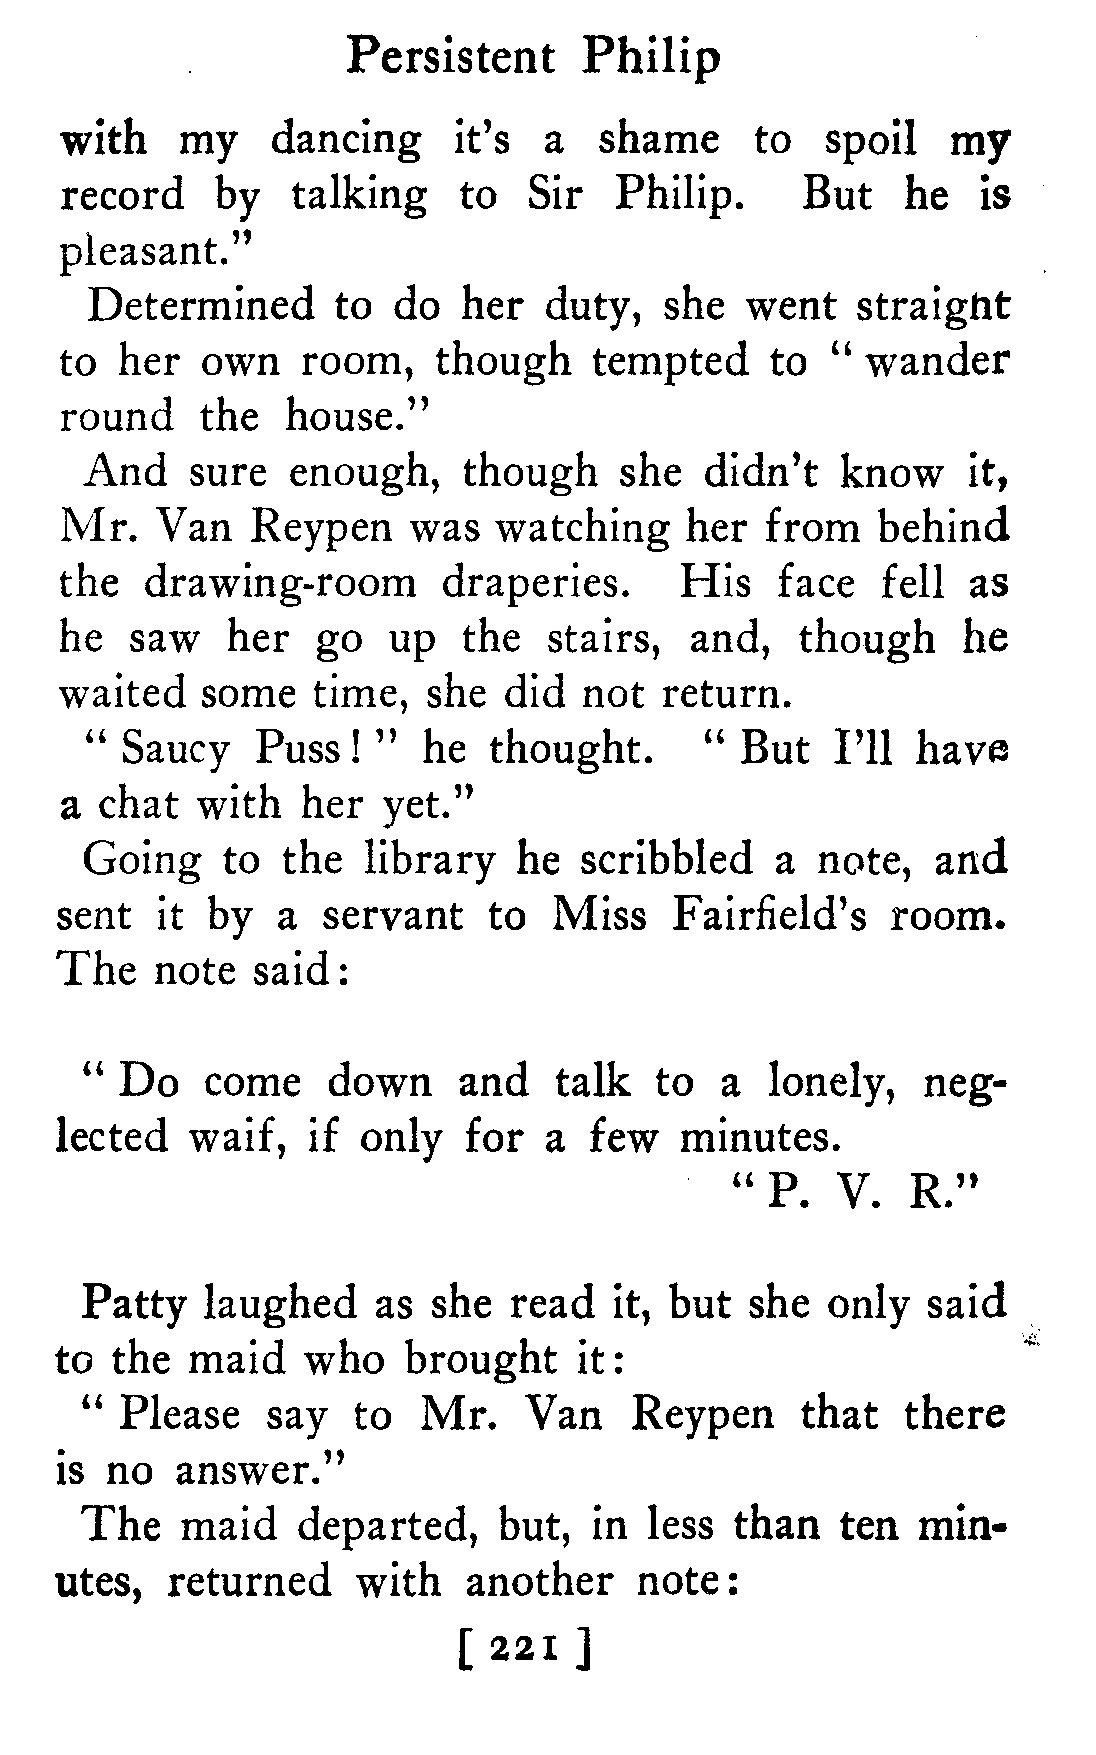 Persistent Philip
with my dancing it's a shame to spoil my
record by talking to Sir Philip. But he is
pleasant."
Determined to do her duty, she went straight
to her own room, though tempted to " wander
round the house."
And sure enough, though she didn't know it,
Mr. Van Reypen was watching her from behind
the drawing-room draperies. His face fell as
he saw her go up the stairs, and, though he
waited some time, she did not return.
" Saucy Puss! " he thought. " But I'll have
a chat with her yet."
Going to the library he scribbled a note, and
sent it by a servant to Miss Fairfield's room.
The note said:
" Do come down and talk to a lonely, neg-
lected waif, if only for a few minutes.
" P. V. R."
Patty laughed as she read it, but she only said
to the maid who brought it:
" Please say to Mr. Van Reypen that there
is no answer."
The maid departed, but, in less than ten min-
utes, returned with another note:
[ 221 ]